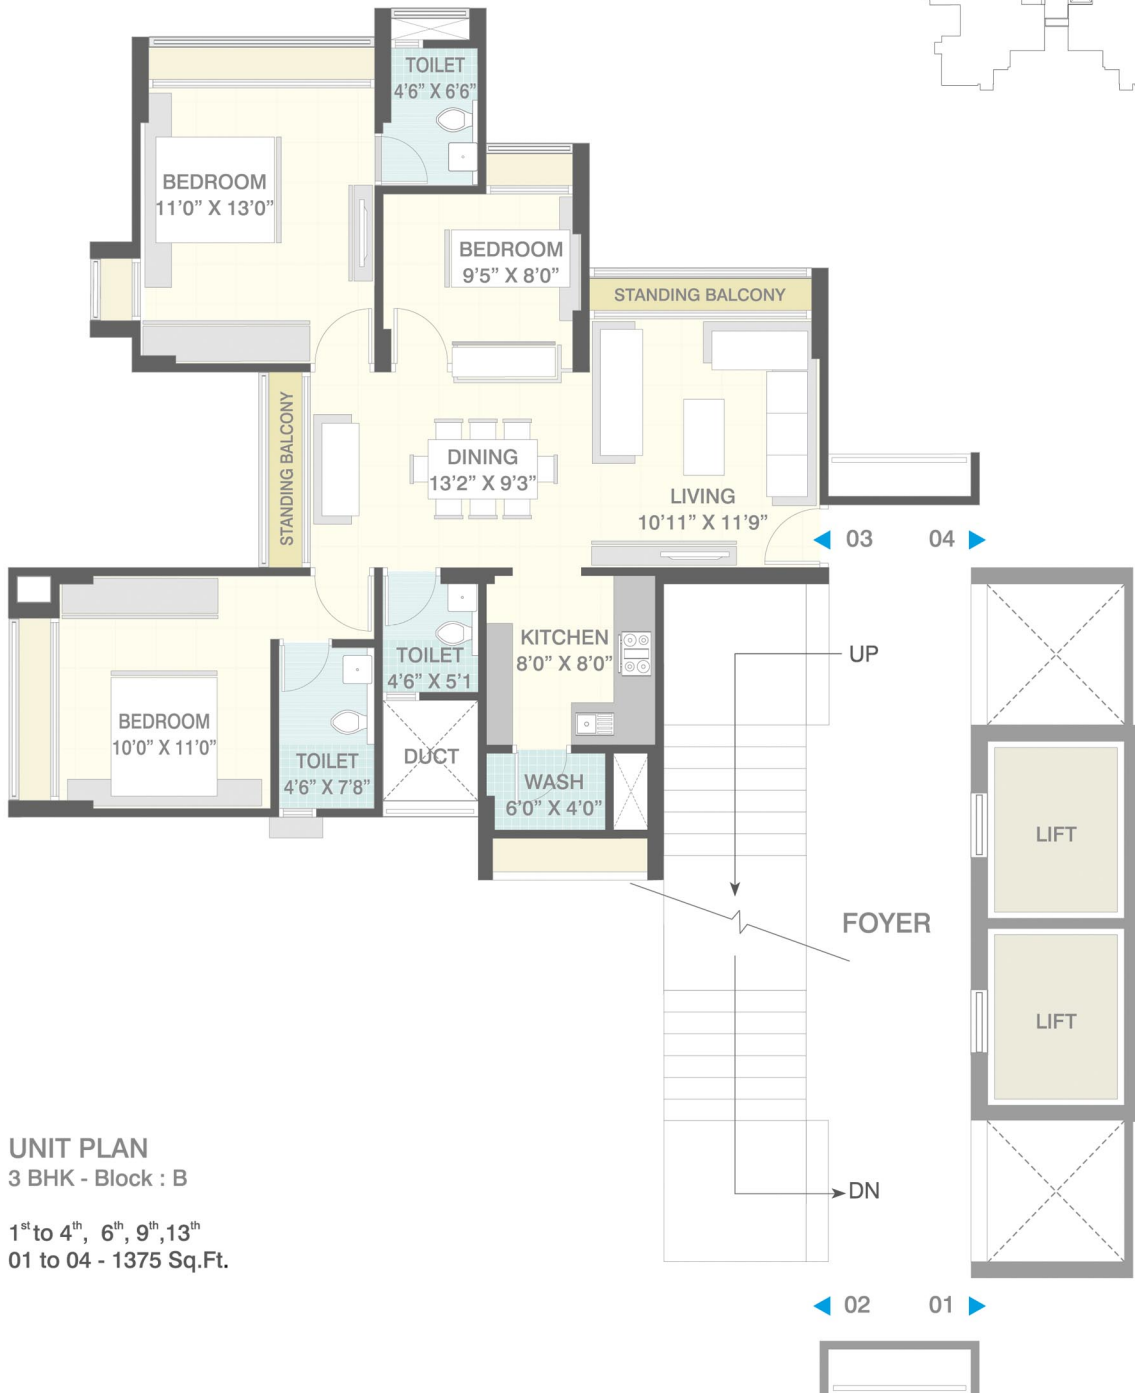 TOILET
4'6” X 6'6”
BEDROOM
11'0” X 13'0”
BEDROOM
9'5” X 8'0”
STANDING BALCONY
STANDING BALCONY
DINING
13'2” X 9'3”
LIVING
10'11” X 11'9”
03 04
KITCHEN
8'0” X 8'0”
UP
TOILET
4'6” X 5'1
BEDROOM
10'0” X 11'0”
DUCT
TOILET
4'6” X 7'8”
WASH
6'0” X 4'0”
LIFT
FOYER
LIFT
UNIT PLAN
3 BHK - Block : B
DN
1st to 4th, 6th, 9th,13th
01 to 04 - 1375 Sq.Ft.
02 01